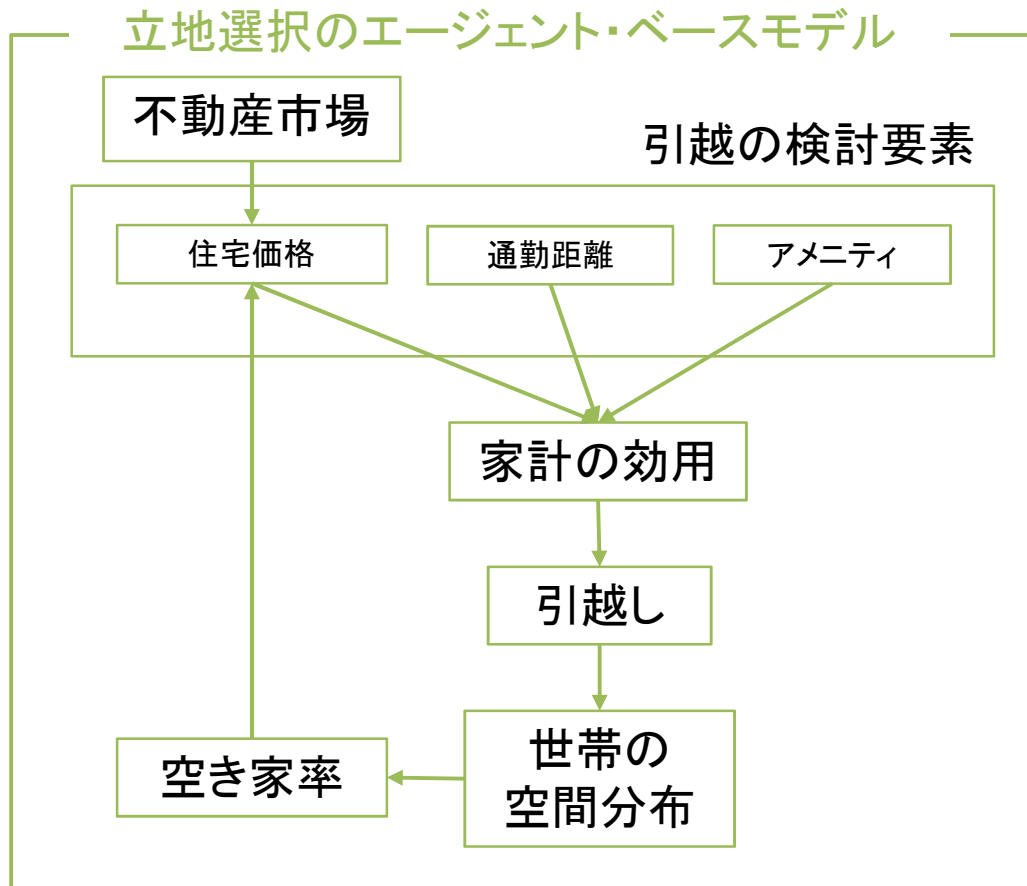 立地選択のエージェント・ベースモデル
不動産市場
引越の検討要素
住宅価格
通勤距離
アメニティ
家計の効用
引越し
世帯の
空間分布
空き家率